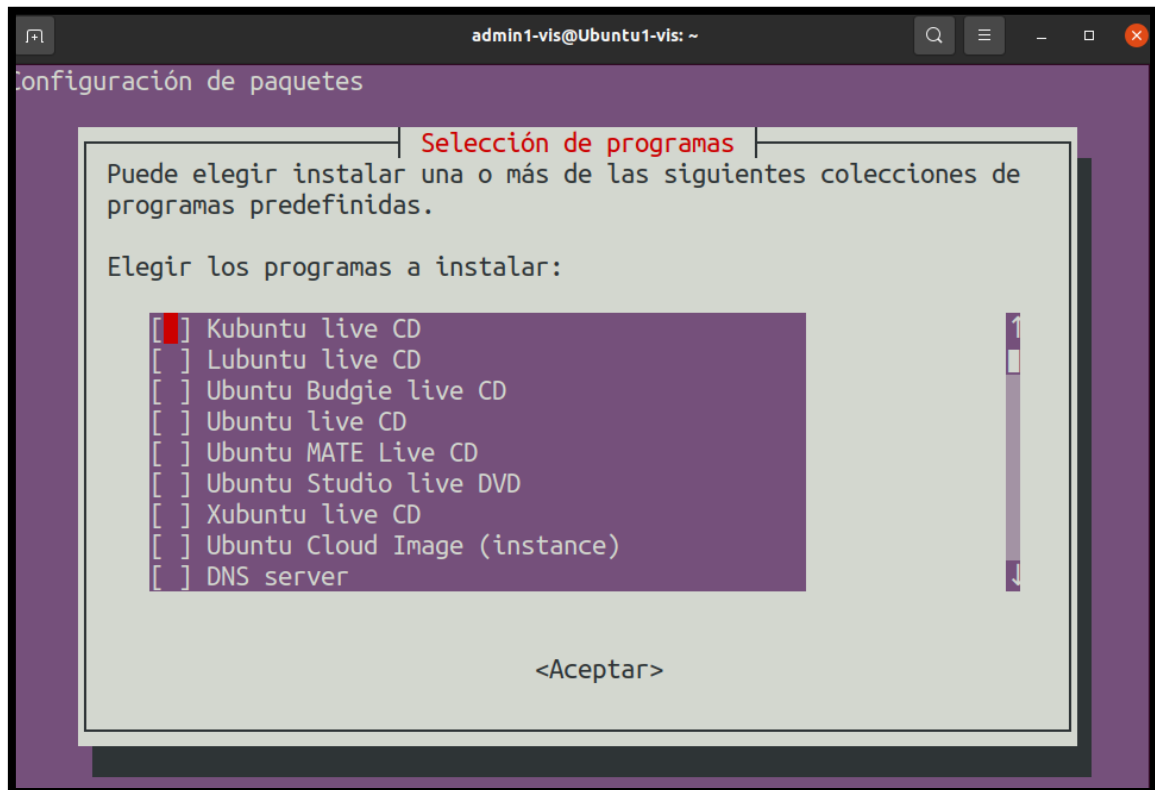 admin1-vis@Ubuntu1-vis: ~
Configuración de paquetes
Selección de programas
Puede elegir instalar una o más de las siguientes colecciones de
programas predefinidas.
Elegir los programas a instalar:
[ ] Kubuntu live CD
[ ] Lubuntu live CD
[ ] Ubuntu Budgie live CD
[ ] Ubuntu live CD
[ ] Ubuntu MATE Live CD
[ ] Ubuntu Studio live DVD
[ ] Xubuntu live CD
[ ] Ubuntu Cloud Image (instance)
[ ] DNS server
<Aceptar>